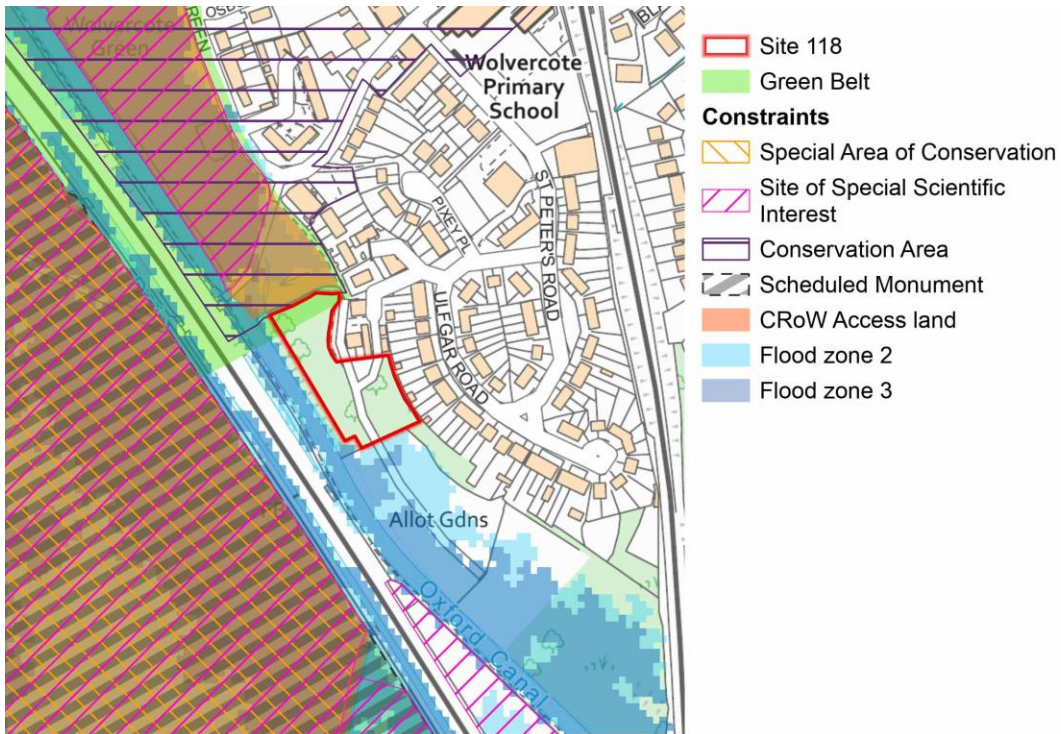 Wolvercote
Green
GREEN
Wolvercote
Primary
School
ST PETER'S ROAD
PIXEY PL
ULFGAR ROAD
Allot Gdns
Oxford Canal
Site 118
Green Belt
Constraints
Special Area of Conservation
Site of Special Scientific
Interest
Conservation Area
Scheduled Monument
CRoW Access land
Flood zone 2
Flood zone 3